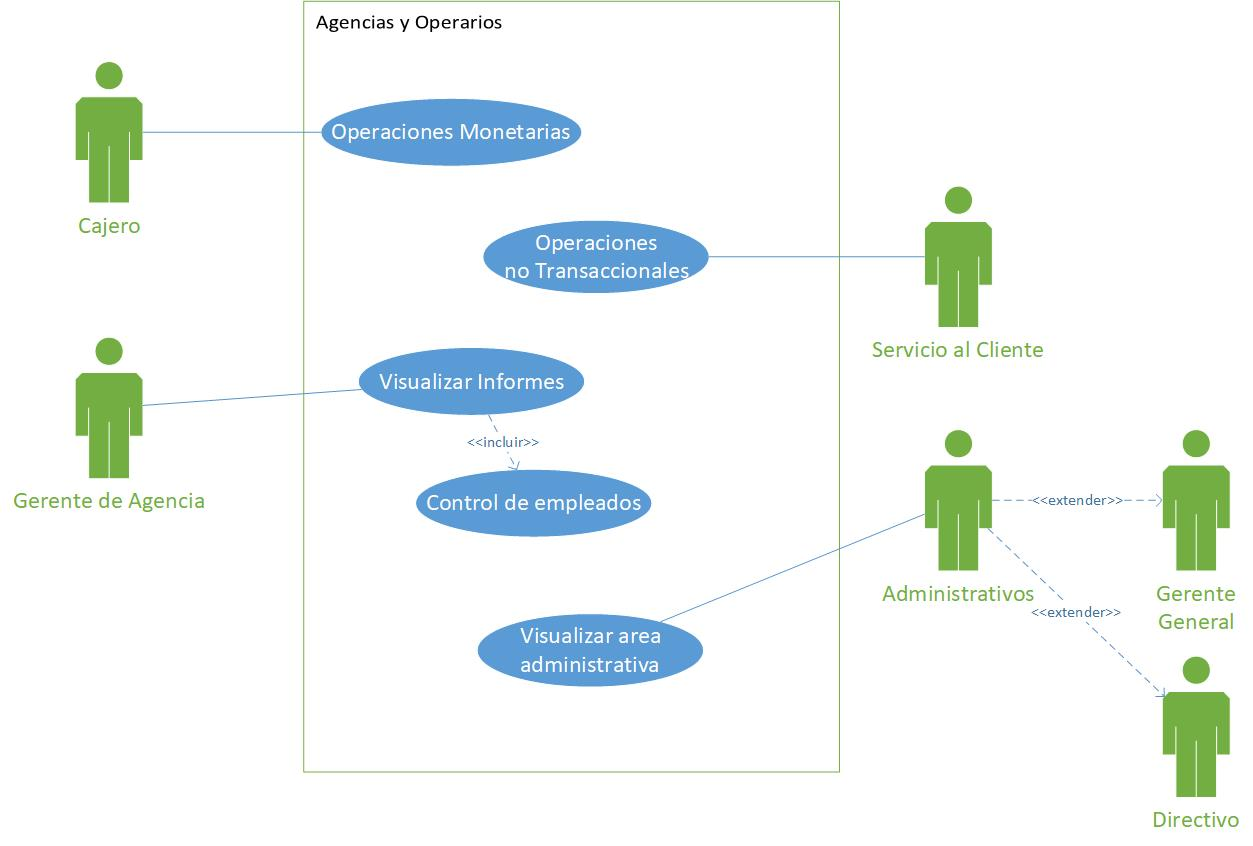 Agencias y Operarios
Operaciones Monetarias
Cajero
Operaciones
no Transaccionales
Servicio al Cliente
Visualizar Informes
<<incluir>>
Gerente de Agencia
Control de empleados
<<extender>>
Administrativos
Gerente
General
<<extender>>
Visualizar area
administrativa
Directivo